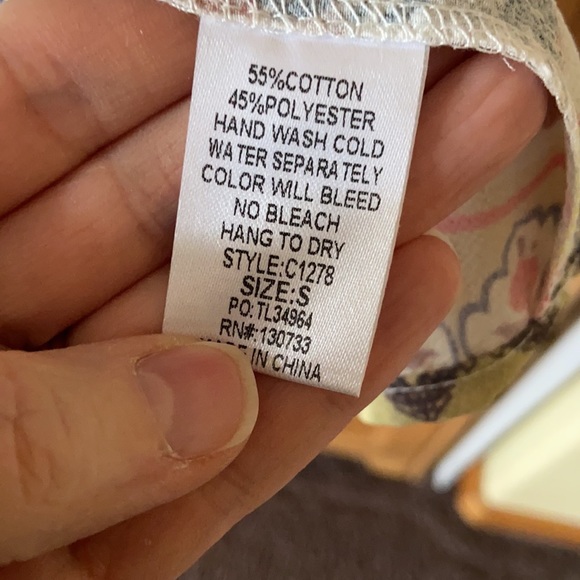 55%COTTON
45%POLYESTER
HAND WASH COLD
WATER SEPARATELY
COLOR WILL BLEED
NO BLEACH
HANG TO DRY
STYLE:C1278
SIZE:S
PO:TL34964
RN#:130733
MADE IN CHINA